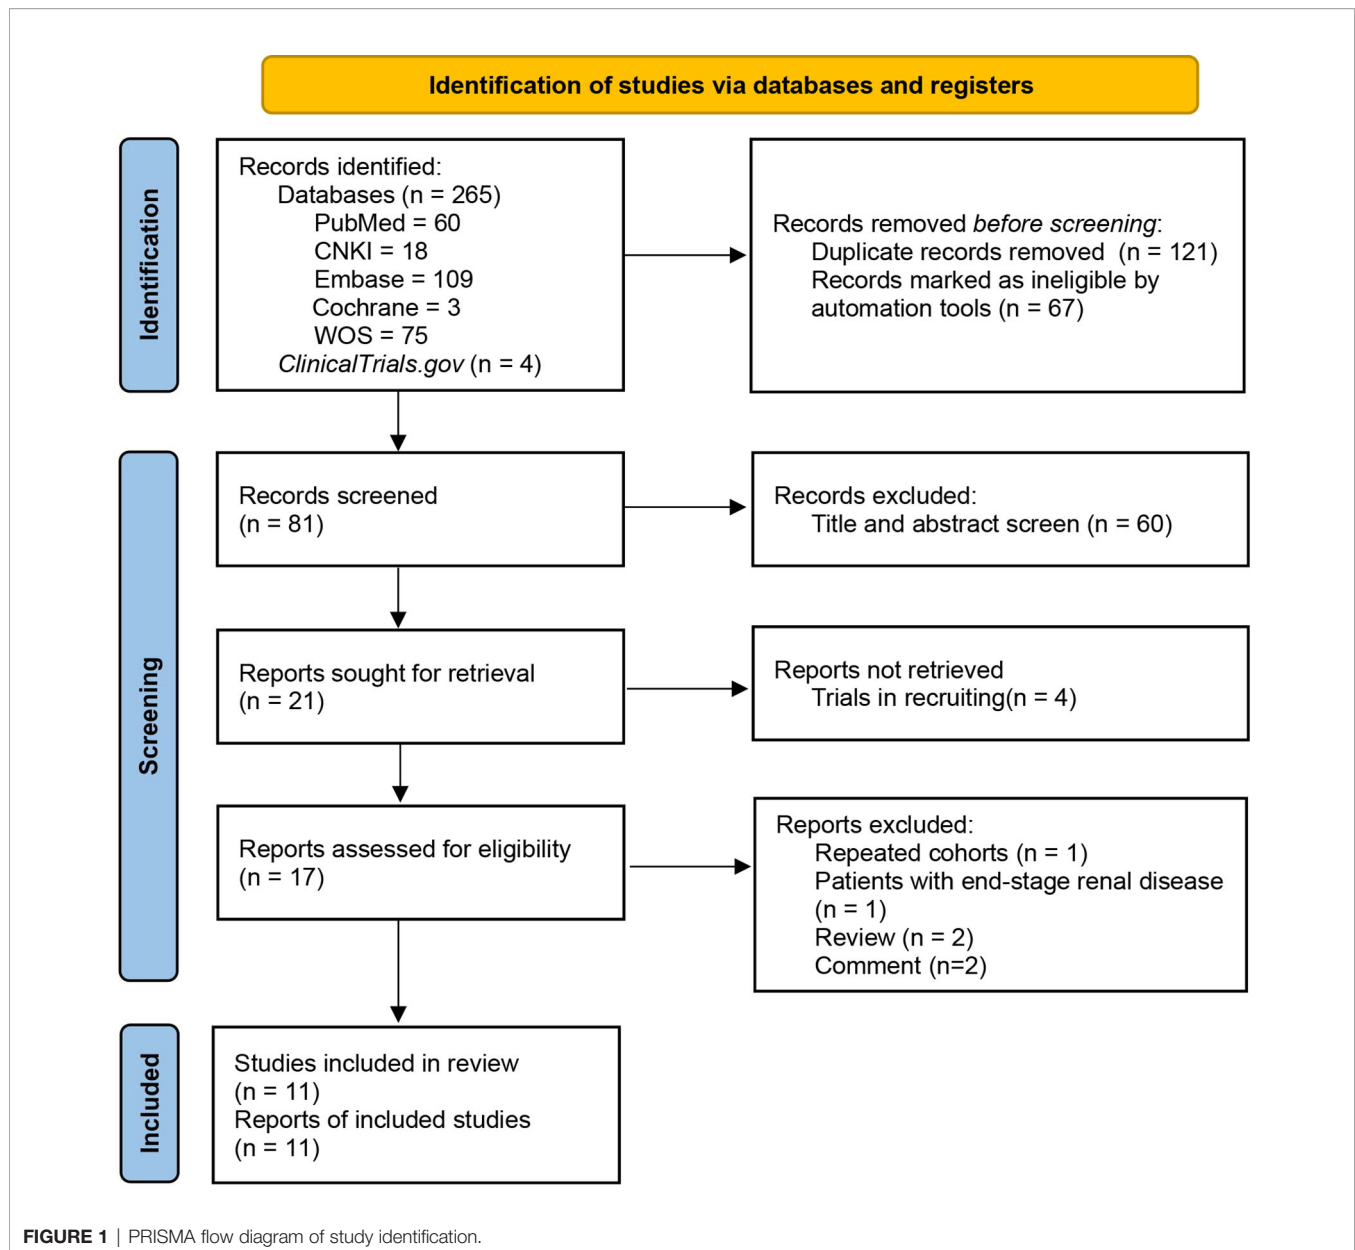 Identification of studies via databases and registers
Identification
Records identified:
Databases (n = 265)
PubMed = 60
CNKI = 18
Embase = 109
Cochrane = 3
WOS = 75
ClinicalTrials.gov (n = 4)
Records removed before screening:
Duplicate records removed (n = 121)
Records marked as ineligible by
automation tools (n = 67)
Screening
Records screened
(n = 81)
Records excluded:
Title and abstract screen (n = 60)
Reports sought for retrieval
(n = 21)
Reports not retrieved
Trials in recruiting(n = 4)
Reports assessed for eligibility
(n = 17)
Reports excluded:
Repeated cohorts (n = 1)
Patients with end-stage renal disease
(n = 1)
Review (n = 2)
Comment (n=2)
Included
Studies included in review
(n = 11)
Reports of included studies
(n = 11)
FIGURE 1 | PRISMA flow diagram of study identification.